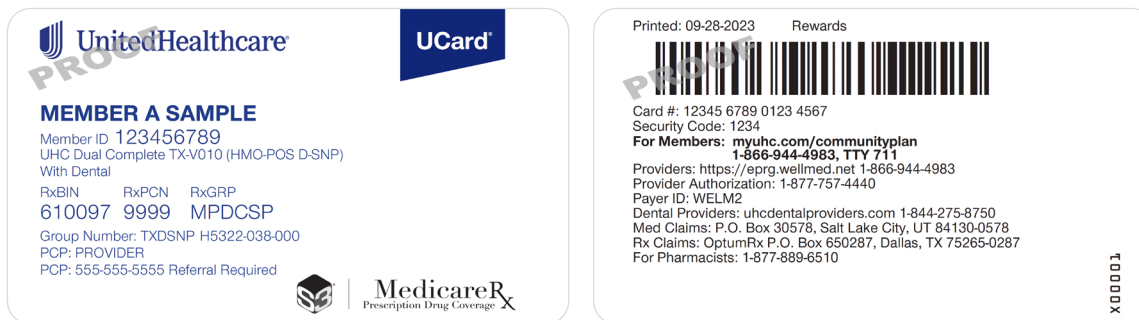 UnitedHealthcare®
UCard®
PROOF
MEMBER A SAMPLE
Member ID 123456789
UHC Dual Complete TX-V010 (HMO-POS D-SNP)
With Dental
RxBIN RxPCN RxGRP
610097 9999 MPDCSP
Group Number: TXDSNP H5322-038-000
PCP: PROVIDER
PCP: 555-555-5555 Referral Required
S3
MedicareRx
Prescription Drug Coverage
Printed: 09-28-2023 Rewards
PROOF
Card #: 12345 6789 0123 4567
Security Code: 1234
For Members: myuhc.com/communityplan
1-866-944-4983, TTY 711
Providers: https://eprg.wellmed.net 1-866-944-4983
Provider Authorization: 1-877-757-4440
Payer ID: WELM2
Dental Providers: uhcdentalproviders.com 1-844-275-8750
Med Claims: P.O. Box 30578, Salt Lake City, UT 84130-0578
Rx Claims: OptumRx P.O. Box 650287, Dallas, TX 75265-0287
For Pharmacists: 1-877-889-6510
X00001